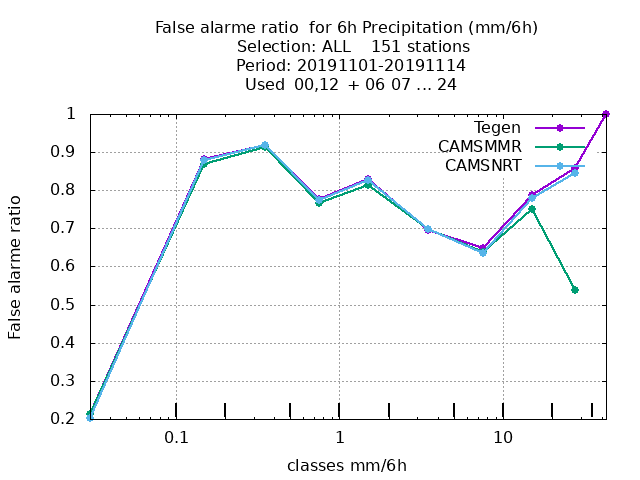 False alarme ratio  for 6h Precipitation (mm/6h)
Selection: ALL    151 stations
Period: 20191101-20191114
Used  00,12  + 06 07 ... 24
Tegen
CAMSMMR
CAMSNRT
1
0.9
0.8
0.7
0.6
0.5
0.4
0.3
0.2
False alarme ratio
0.1 1 10
classes mm/6h